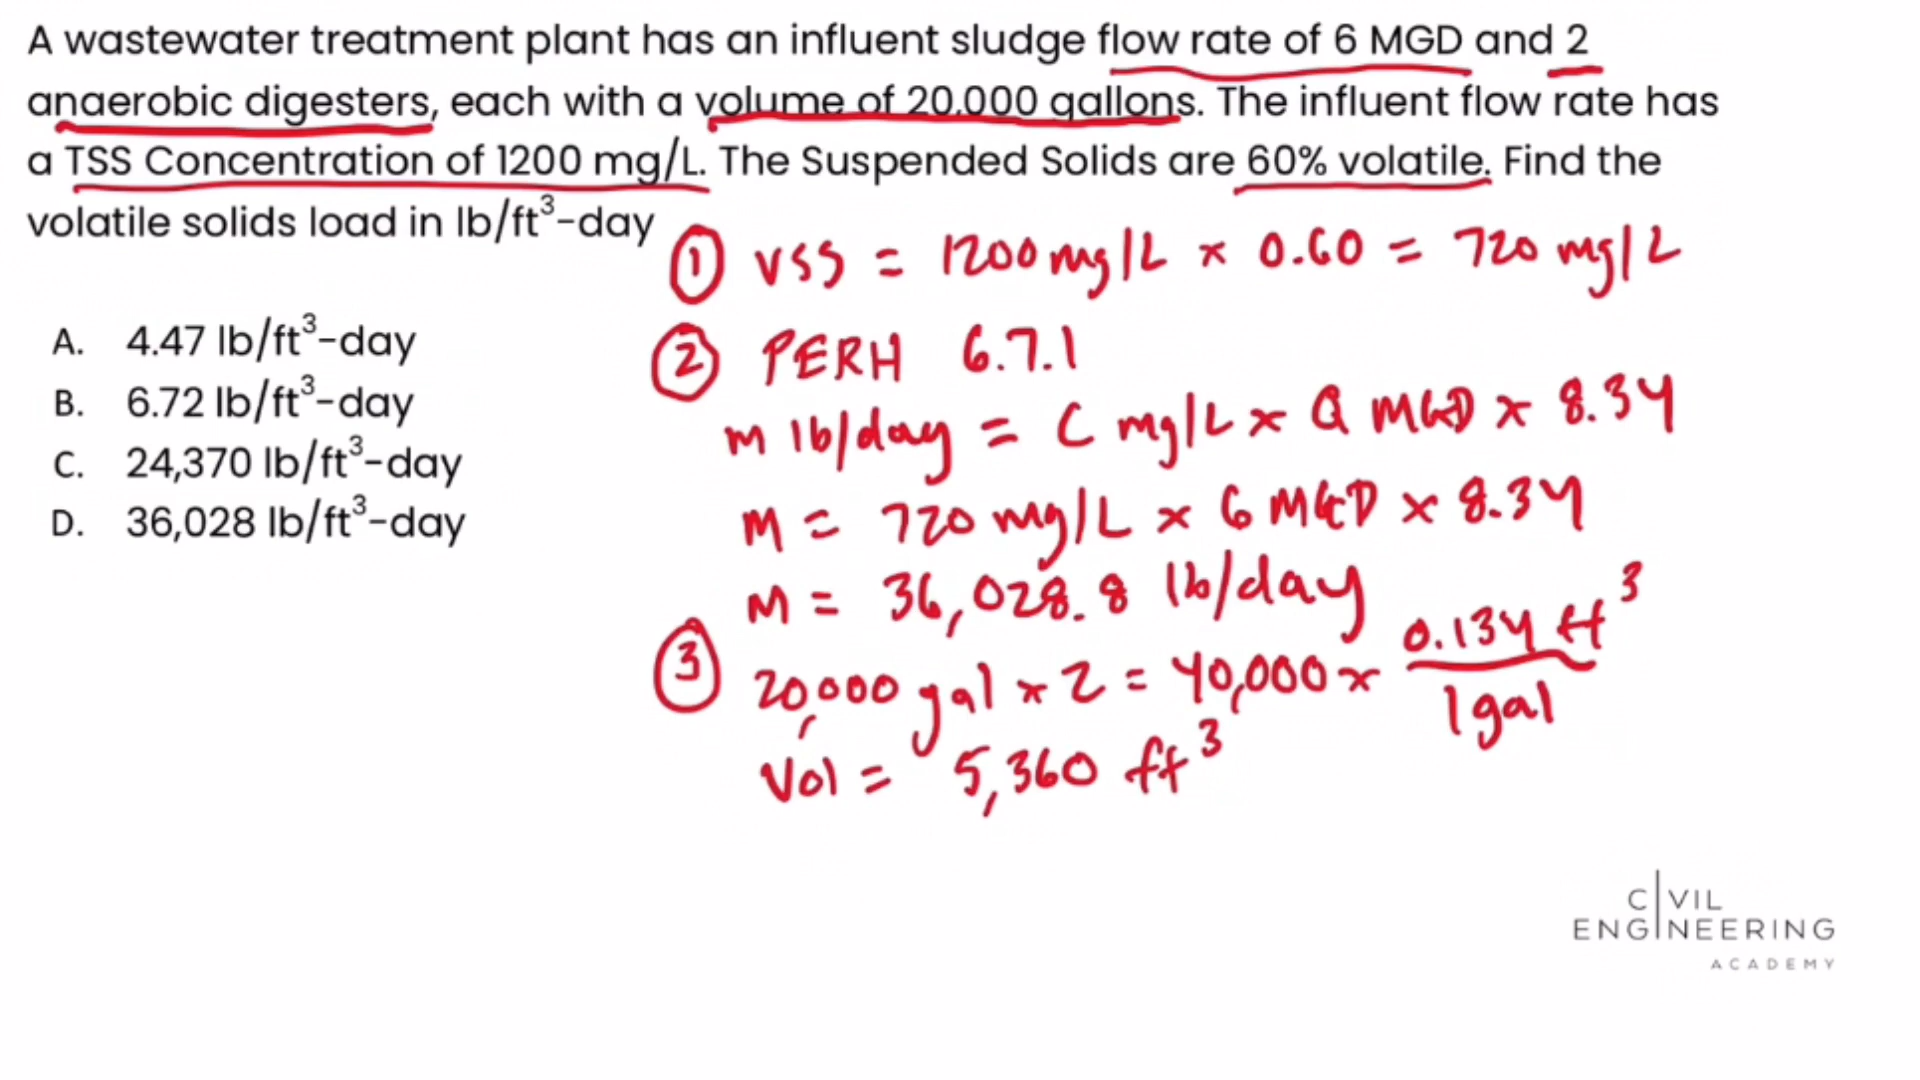 A wastewater treatment plant has an influent sludge flow rate of 6 MGD and 2
anaerobic digesters, each with a volume of 20,000 gallons. The influent flow rate has
a TSS Concentration of 1200 mg/L. The Suspended Solids are 60% volatile. Find the
volatile solids load in lb/ft³-day
① VSS = 1200 mg/L × 0.60 = 720 mg/L
A. 4.47 lb/ft³-day
B. 6.72 lb/ft³-day
C. 24,370 lb/ft³-day
D. 36,028 lb/ft³-day
② PERH 6.7.1
m lb/day = C mg/L × Q MGD × 8.34
M = 720 mg/L × 6 MGD × 8.34
M = 36,028.8 lb/day
③ 20,000 gal × 2 = 40,000 × 0.134 ft³
1 gal
Vol = 5,360 ft³
CIVIL
ENGINEERING
ACADEMY